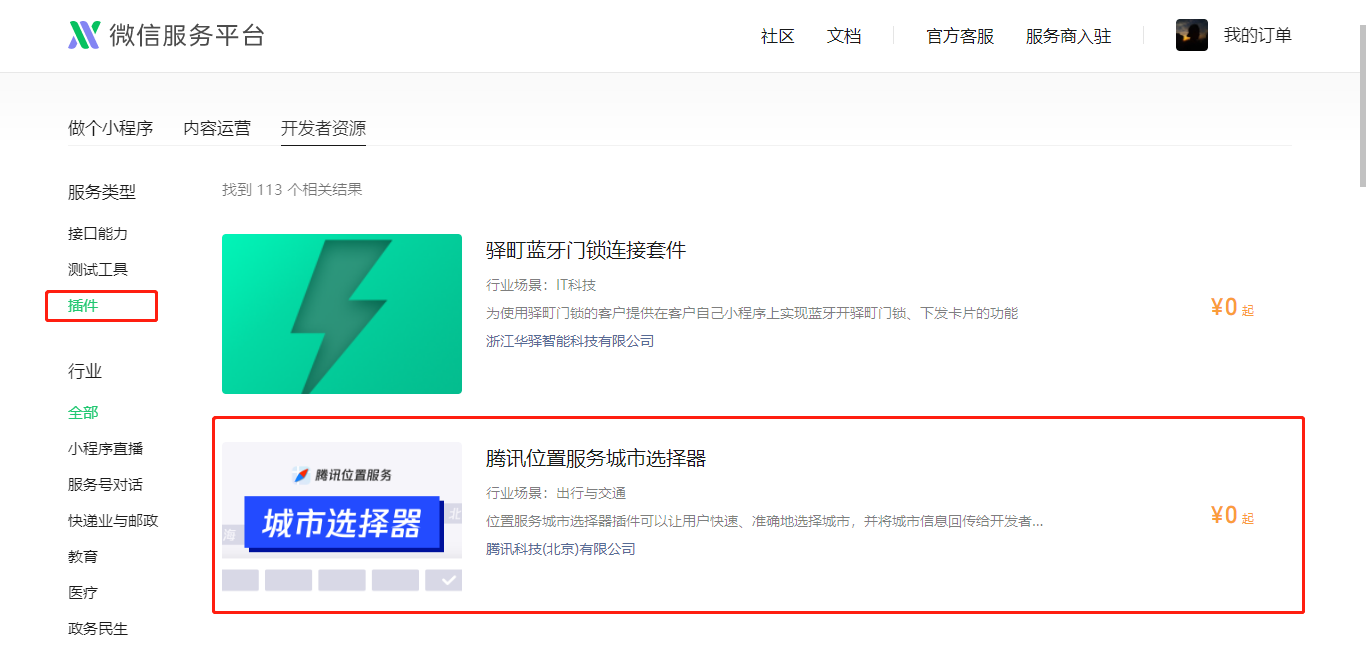 微信服务平台
社区
文档
官方客服
服务商入驻
我的订单
做个小程序
内容运营
开发者资源
服务类型
接口能力
测试工具
插件
行业
全部
小程序直播
服务号对话
快递业与邮政
教育
医疗
政务民生
找到 113 个相关结果
驿町蓝牙门锁连接套件
行业场景：IT科技
为使用驿町门锁的客户提供在客户自己小程序上实现蓝牙开驿町门锁、下发卡片的功能
浙江华驿智能科技有限公司
¥0 起
腾讯位置服务
海
城市选择器
北
腾讯位置服务城市选择器
行业场景：出行与交通
位置服务城市选择器插件可以让用户快速、准确地选择城市，并将城市信息回传给开发者...
腾讯科技(北京)有限公司
¥0 起